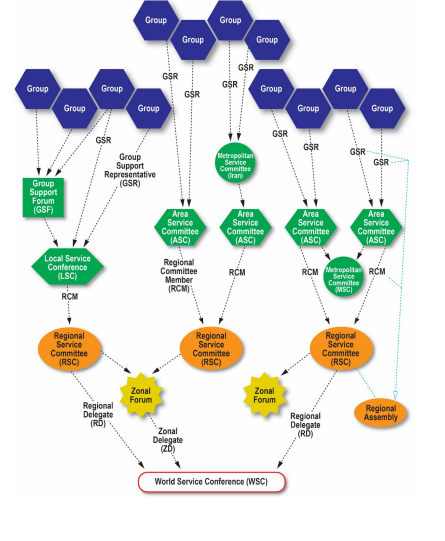 Group
Group
Group
Group
GSR
GSR
GSR
GSR
Group
Group
Group
Group
Group
Group
Group
Group
GSR
Group
Support
Representative
(GSR)
Metropolitan
Service
Committee
(Iran)
GSR
GSR
GSR
GSR
Group
Support
Forum
(GSF)
Area
Service
Committee
(ASC)
Area
Service
Committee
(ASC)
Area
Service
Committee
(ASC)
Area
Service
Committee
(ASC)
Local Service
Conference
(LSC)
Regional
Committee
Member
(RCM)
RCM
Metropolitan
Service
Committee
(MSC)
RCM
RCM
RCM
Regional
Service
Committee
(RSC)
Regional
Service
Committee
(RSC)
Regional
Service
Committee
(RSC)
Zonal
Forum
Zonal
Forum
Regional
Delegate
(RD)
Zonal
Delegate
(ZD)
Regional
Delegate
(RD)
Regional
Assembly
World Service Conference (WSC)